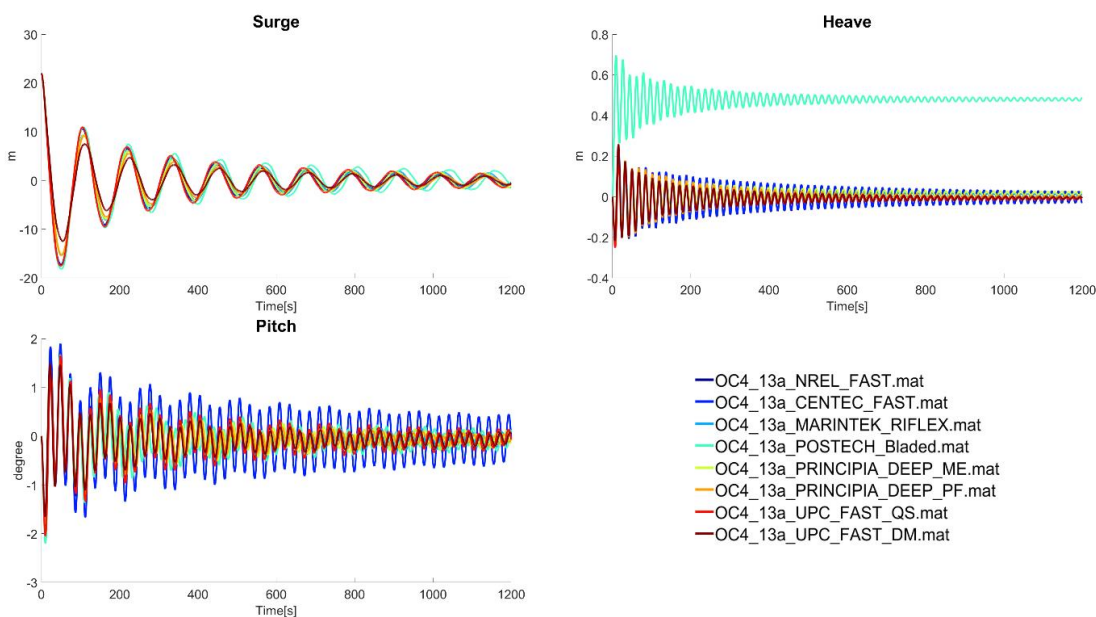 Surge
30
20
10
0
-10
-20
m
0 200 400 600 800 1000 1200
Time[s]
Heave
0.8
0.6
0.4
0.2
0
-0.2
-0.4
m
0 200 400 600 800 1000 1200
Time[s]
Pitch
2
1
0
-1
-2
-3
degree
0 200 400 600 800 1000 1200
Time[s]
OC4_13a_NREL_FAST.mat
OC4_13a_CENTEC_FAST.mat
OC4_13a_MARINTEK_RIFLEX.mat
OC4_13a_POSTECH_Bladed.mat
OC4_13a_PRINCIPIA_DEEP_ME.mat
OC4_13a_PRINCIPIA_DEEP_PF.mat
OC4_13a_UPC_FAST_QS.mat
OC4_13a_UPC_FAST_DM.mat